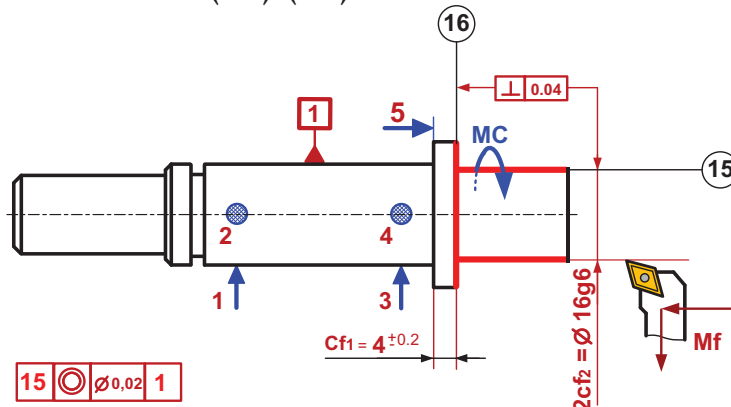 16
⊥ 0.04
1
5
MC
15
2
4
1
3
Cf1 = 4 ±0.2
2cf2 = Ø 16g6
Mf
15 ◎ Ø 0,02 1